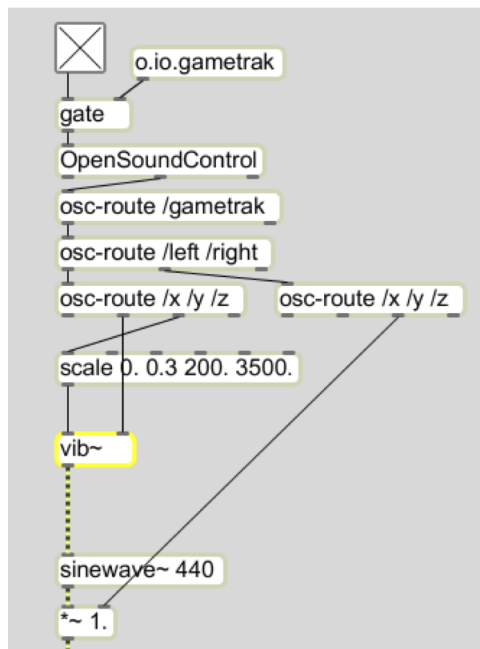 o.io.gametrak
gate
OpenSoundControl
osc-route /gametrak
osc-route /left /right
osc-route /x /y /z
osc-route /x /y /z
scale 0. 0.3 200. 3500.
vib~
sinewave~ 440
*~ 1.